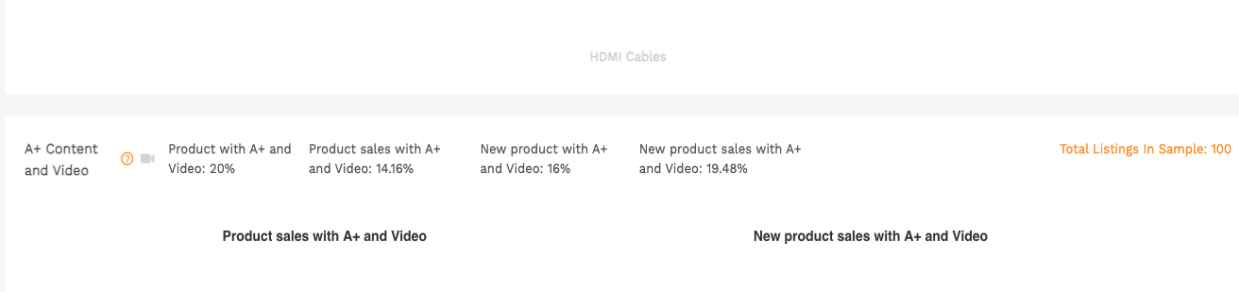 HDMI Cables
A+ Content
and Video
Product with A+ and
Video: 20%
Product sales with A+
and Video: 14.16%
New product with A+
and Video: 16%
New product sales with A+
and Video: 19.48%
Total Listings In Sample: 100
Product sales with A+ and Video
New product sales with A+ and Video